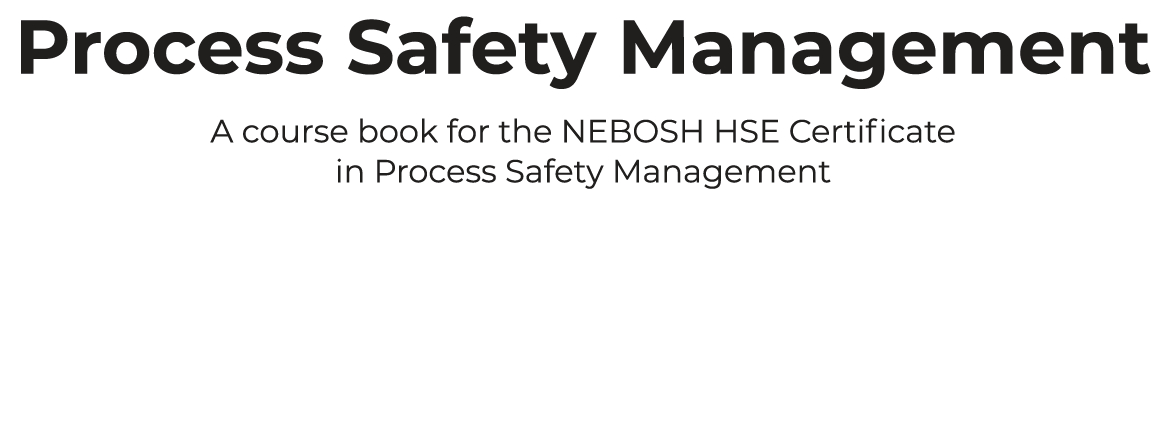 Process Safety Management
A course book for the NEBOSH HSE Certificate
in Process Safety Management